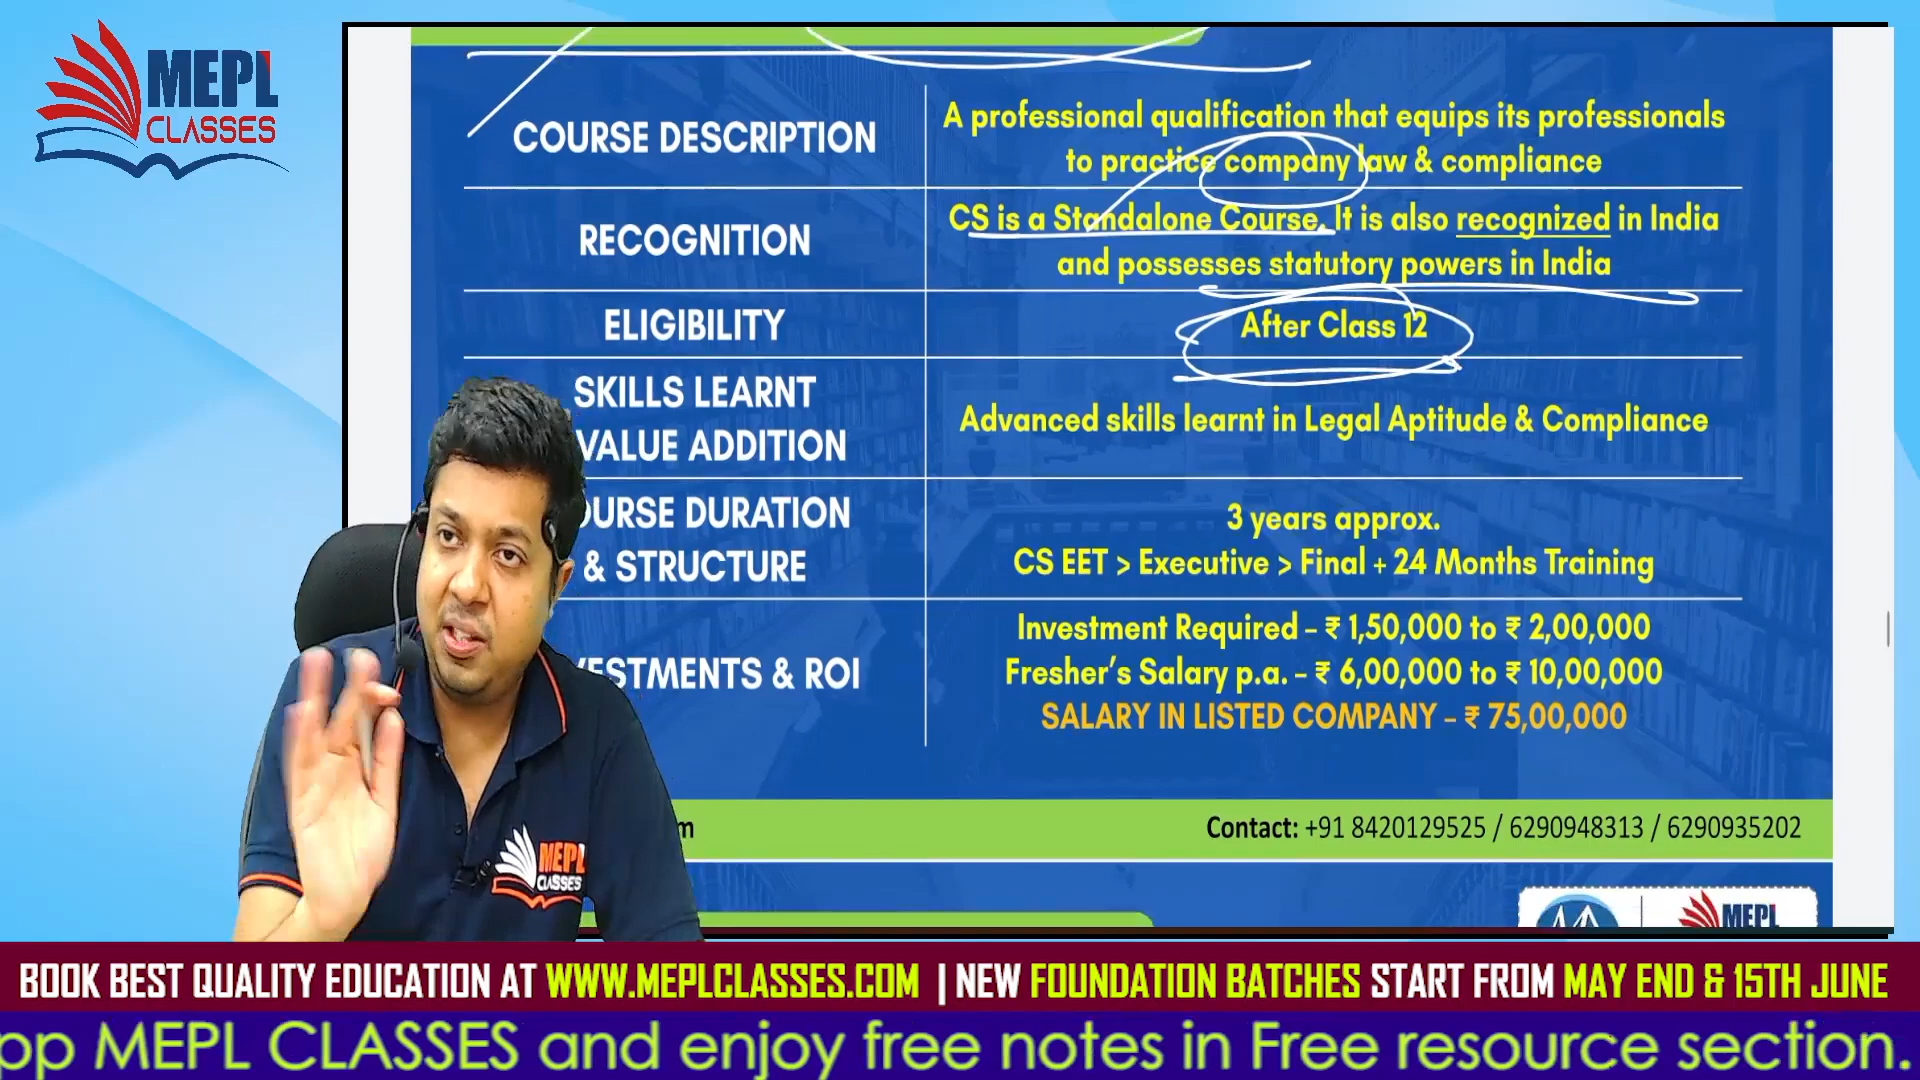 MEPL
CLASSES
COURSE DESCRIPTION
A professional qualification that equips its professionals
to practice company law & compliance
RECOGNITION
CS is a Standalone Course. It is also recognized in India
and possesses statutory powers in India
ELIGIBILITY
After Class 12
SKILLS LEARNT
VALUE ADDITION
Advanced skills learnt in Legal Aptitude & Compliance
OURSE DURATION
& STRUCTURE
3 years approx.
CS EET > Executive > Final + 24 Months Training
ESTMENTS & ROI
Investment Required – ₹ 1,50,000 to ₹ 2,00,000
Fresher's Salary p.a. – ₹ 6,00,000 to ₹ 10,00,000
SALARY IN LISTED COMPANY – ₹ 75,00,000
m
Contact: +91 8420129525 / 6290948313 / 6290935202
MEPL
CLASSES
MEPL
BOOK BEST QUALITY EDUCATION AT WWW.MEPLCLASSES.COM | NEW FOUNDATION BATCHES START FROM MAY END & 15TH JUNE
pp MEPL CLASSES and enjoy free notes in Free resource section.